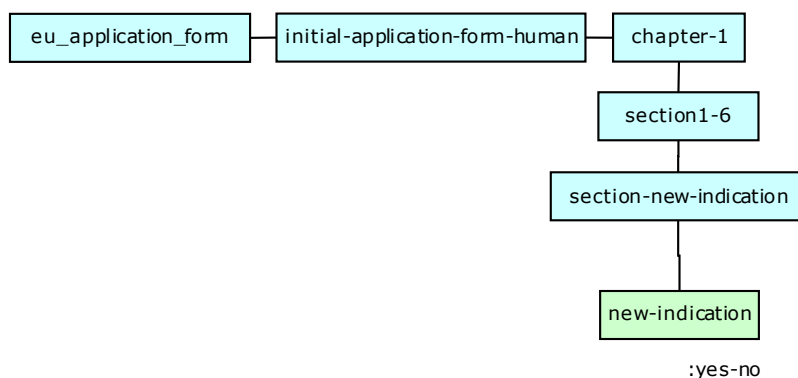 eu_application_form
initial-application-form-human
chapter-1
section1-6
section-new-indication
new-indication
:yes-no